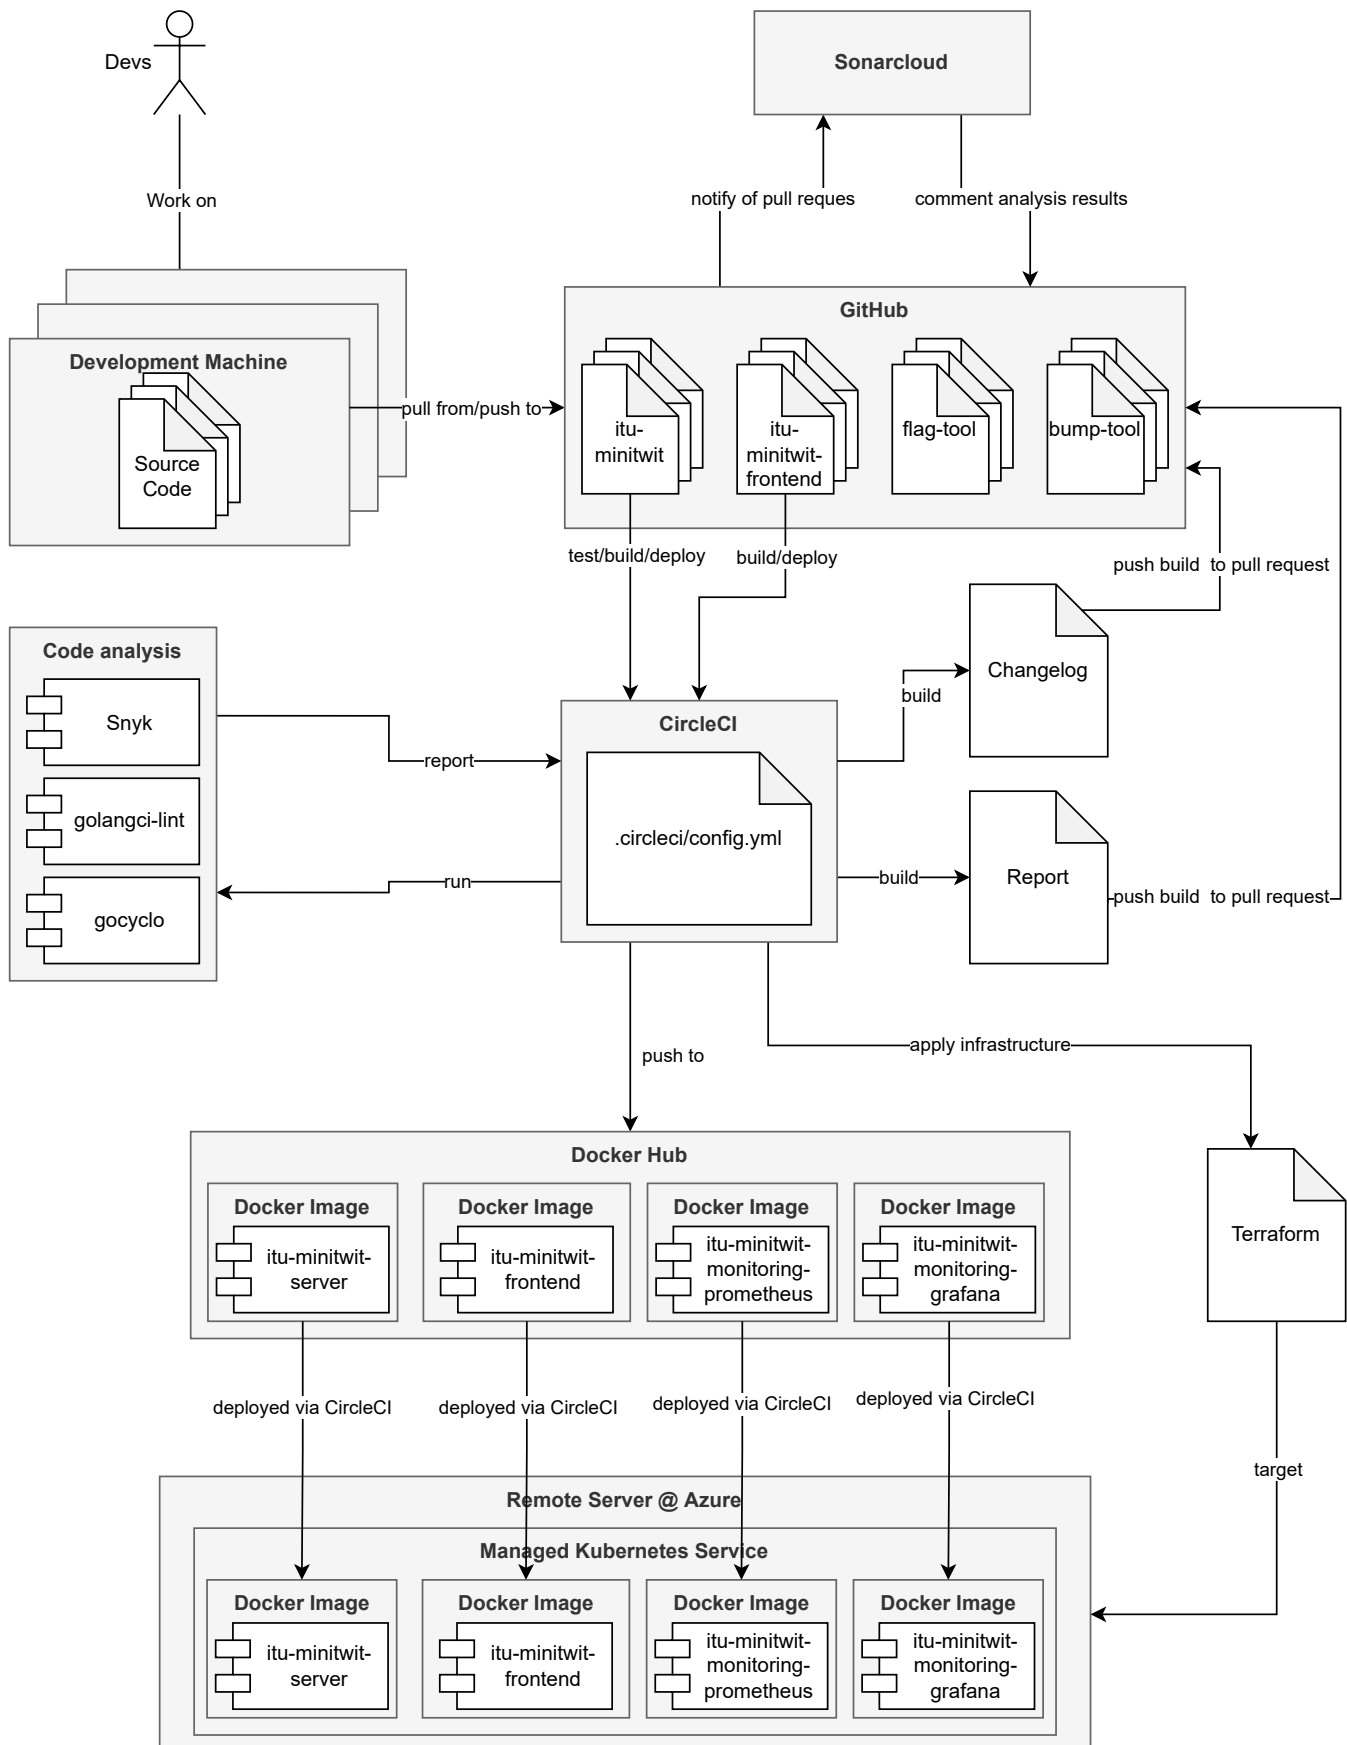 Devs
Sonarcloud
Work on
notify of pull reques
comment analysis results
GitHub
Development Machine
pull from/push to
itu-
minitwit
itu-
minitwit-
frontend
flag-tool
bump-tool
Source
Code
test/build/deploy
build/deploy
push build  to pull request
Code analysis
Snyk
golangci-lint
gocyclo
report
run
CircleCI
.circleci/config.yml
build
Changelog
build
Report
push build  to pull request
push to
apply infrastructure
Docker Hub
Docker Image
itu-minitwit-
server
Docker Image
itu-minitwit-
frontend
Docker Image
itu-minitwit-
monitoring-
prometheus
Docker Image
itu-minitwit-
monitoring-
grafana
Terraform
deployed via CircleCI
deployed via CircleCI
deployed via CircleCI
deployed via CircleCI
target
Remote Server @ Azure
Managed Kubernetes Service
Docker Image
itu-minitwit-
server
Docker Image
itu-minitwit-
frontend
Docker Image
itu-minitwit-
monitoring-
prometheus
Docker Image
itu-minitwit-
monitoring-
grafana